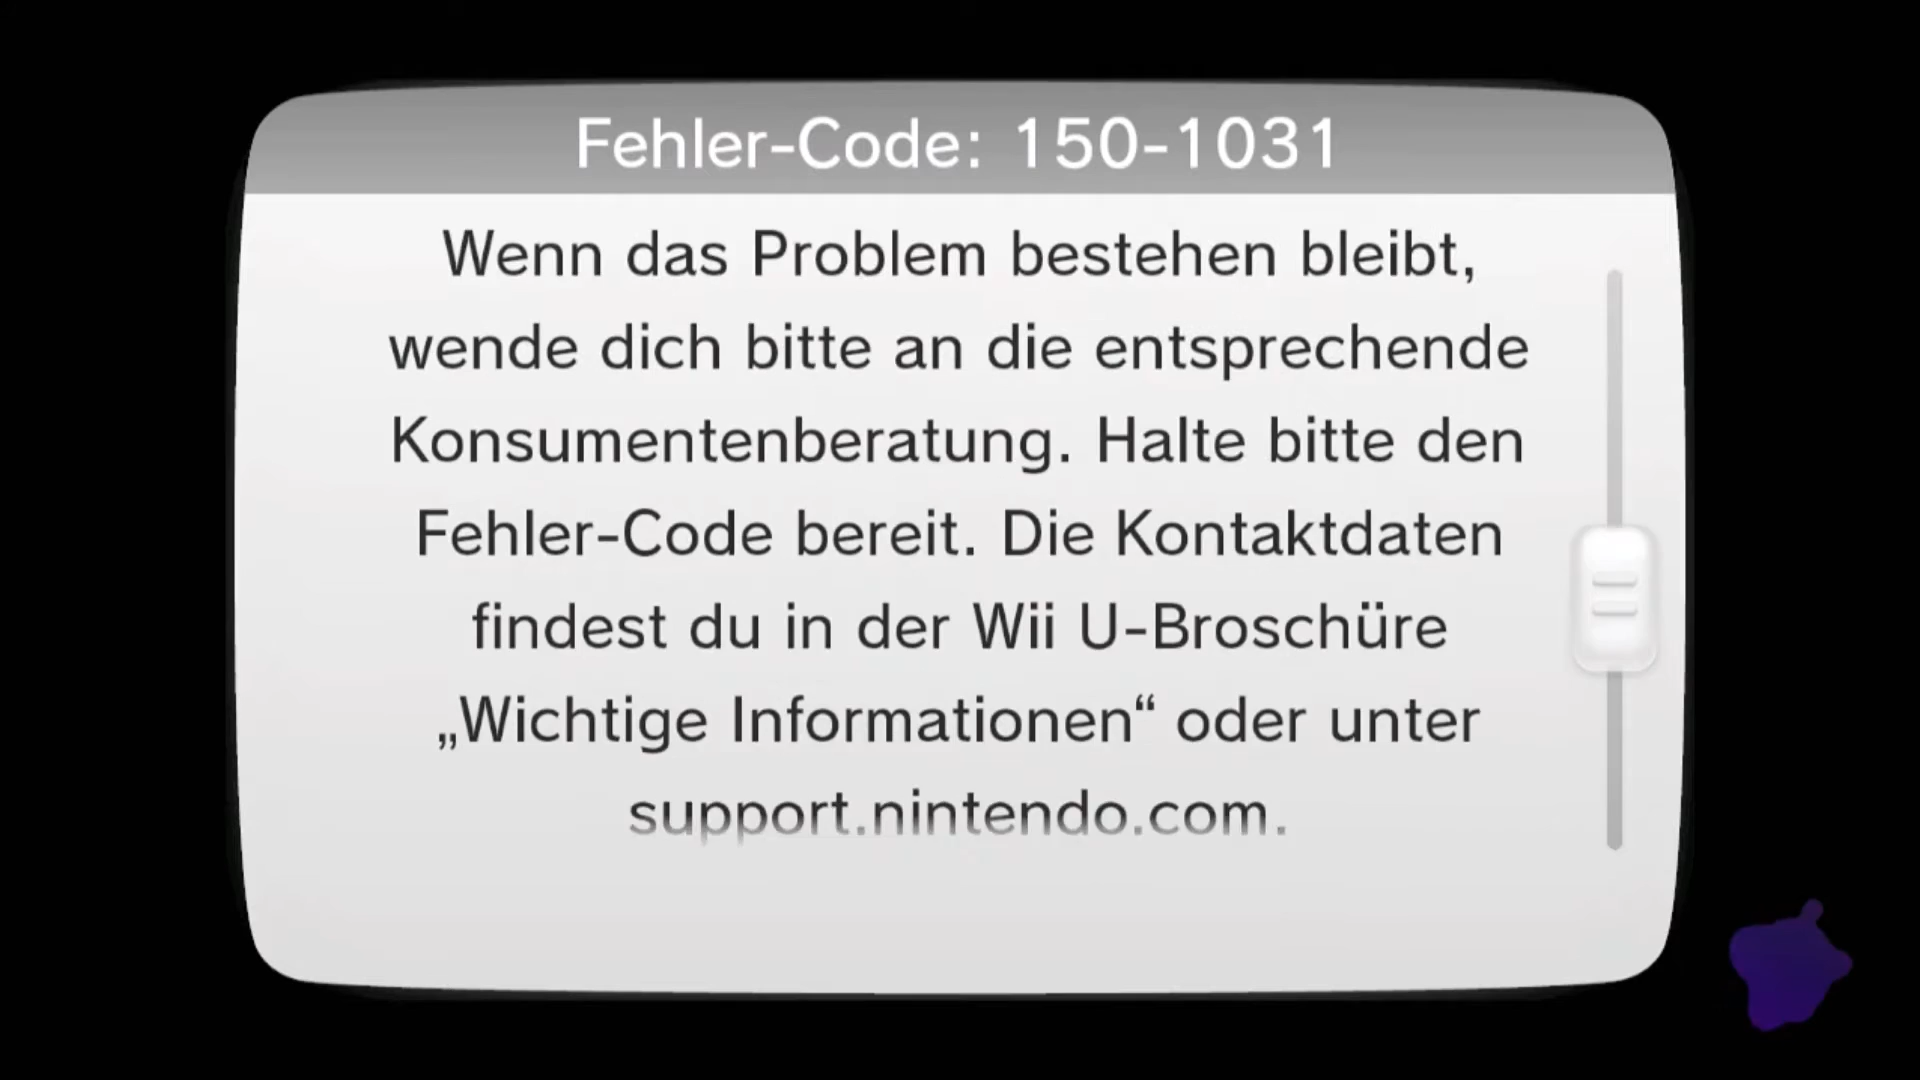 Fehler-Code: 150-1031
Wenn das Problem bestehen bleibt,
wende dich bitte an die entsprechende
Konsumentenberatung. Halte bitte den
Fehler-Code bereit. Die Kontaktdaten
findest du in der Wii U-Broschüre
„Wichtige Informationen“ oder unter
support.nintendo.com.